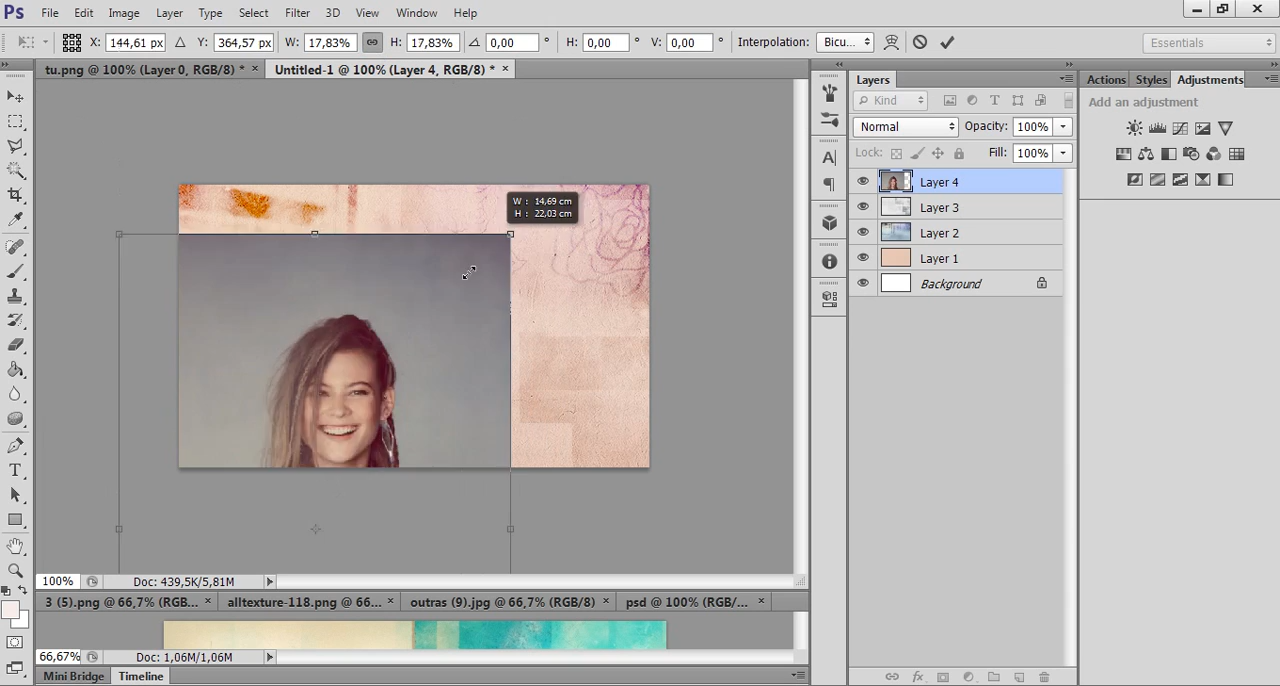 Ps File Edit Image Layer Type Select Filter 3D View Window Help
X: 144,61 px Y: 364,57 px W: 17,83% H: 17,83% 0,00 ° H: 0,00 ° V: 0,00 ° Interpolation: Bicu... Essentials
tu.png @ 100% (Layer 0, RGB/8) * × Untitled-1 @ 100% (Layer 4, RGB/8) * ×
Layers
Actions Styles Adjustments
Kind
Add an adjustment
Normal Opacity: 100%
Lock: Fill: 100%
Layer 4
Layer 3
Layer 2
Layer 1
Background
W : 14,69 cm
H : 22,03 cm
100% Doc: 439,5K/5,81M
3 (5).png @ 66,7% (RGB... × alltexture-118.png @ 66... × outras (9).jpg @ 66,7% (RGB/8) × psd @ 100% (RGB/... ×
66,67% Doc: 1,06M/1,06M
Mini Bridge Timeline